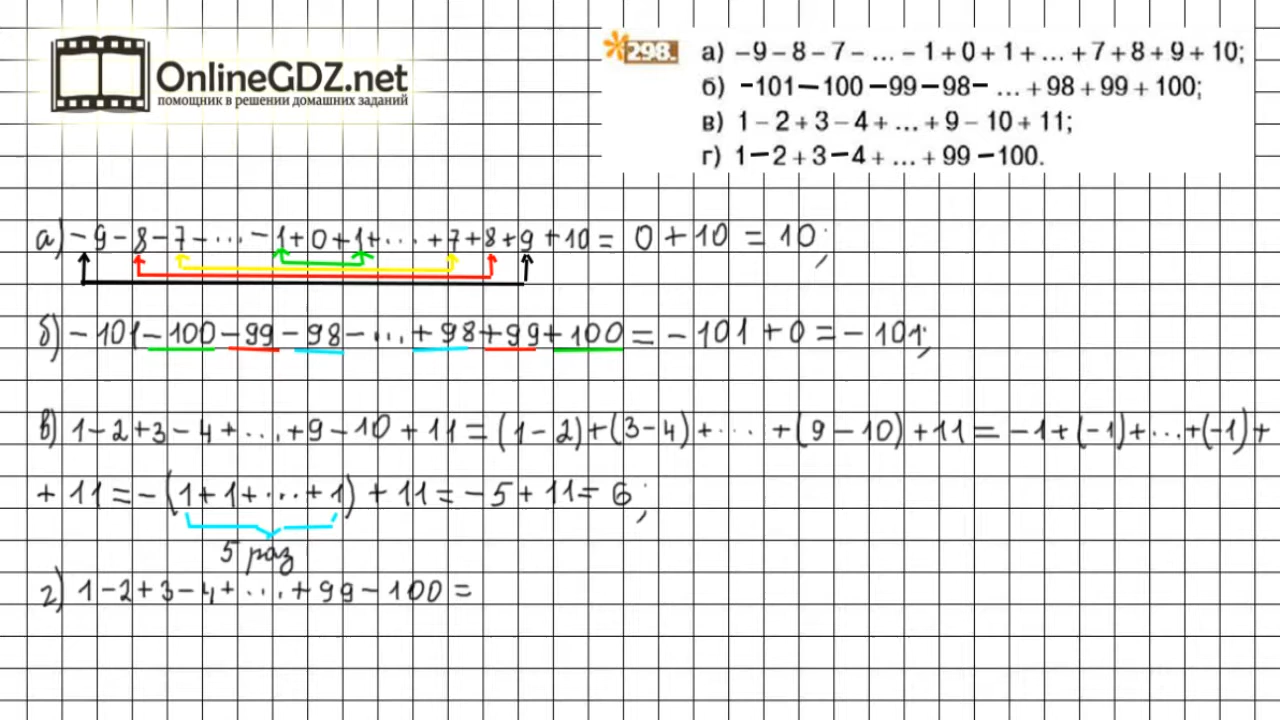 OnlineGDZ.net
помощник в решении домашних заданий
298. а) −9 − 8 − 7 − ... − 1 + 0 + 1 + ... + 7 + 8 + 9 + 10;
б) −101 − 100 − 99 − 98 − ... + 98 + 99 + 100;
в) 1 − 2 + 3 − 4 + ... + 9 − 10 + 11;
г) 1 − 2 + 3 − 4 + ... + 99 − 100.
а) − 9 − 8 − 7 − ... − 1 + 0 + 1 + ... + 7 + 8 + 9 + 10 = 0 + 10 = 10;
б) − 101 − 100 − 99 − 98 − ... + 98 + 99 + 100 = − 101 + 0 = − 101;
в) 1 − 2 + 3 − 4 + ... + 9 − 10 + 11 = (1 − 2) + (3 − 4) + ... + (9 − 10) + 11 = − 1 + (−1) + ... + (−1) +
+ 11 = − (1 + 1 + ... + 1) + 11 = − 5 + 11 = 6;
5 раз
г) 1 − 2 + 3 − 4 + ... + 99 − 100 =